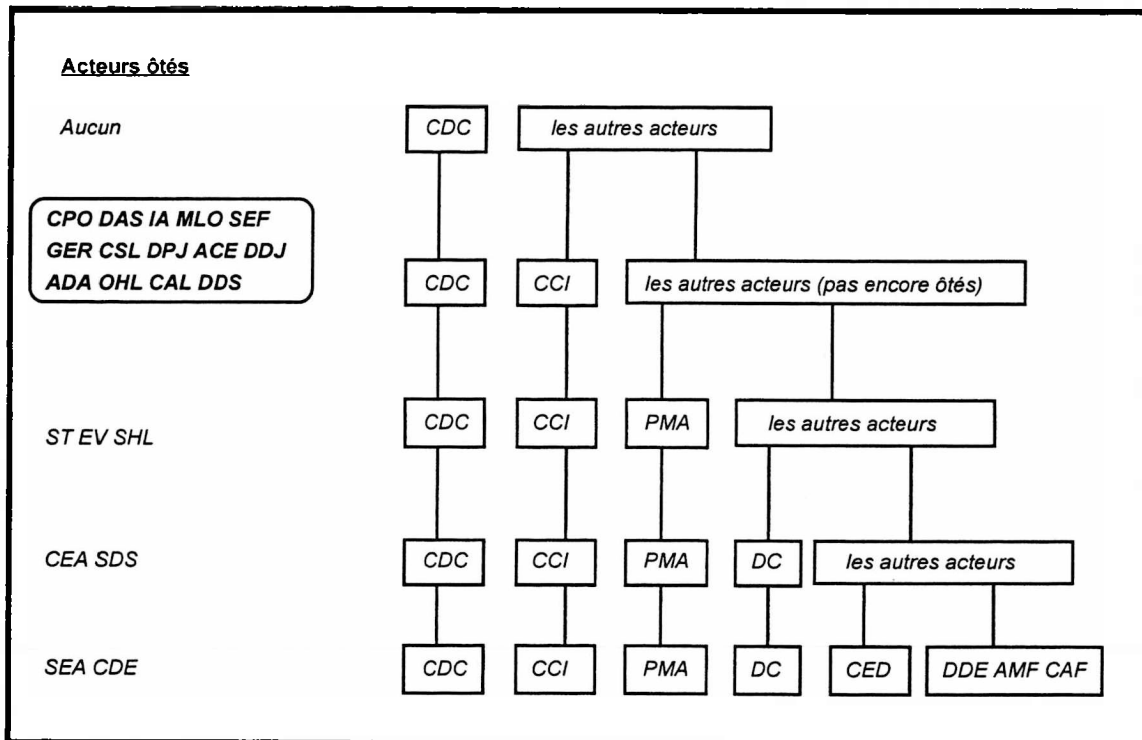 Acteurs ôtés
Aucun
CDC
les autres acteurs
CPO DAS IA MLO SEF
GER CSL DPJ ACE DDJ
ADA OHL CAL DDS
CDC
CCI
les autres acteurs (pas encore ôtés)
ST EV SHL
CDC
CCI
PMA
les autres acteurs
CEA SDS
CDC
CCI
PMA
DC
les autres acteurs
SEA CDE
CDC
CCI
PMA
DC
CED
DDE AMF CAF